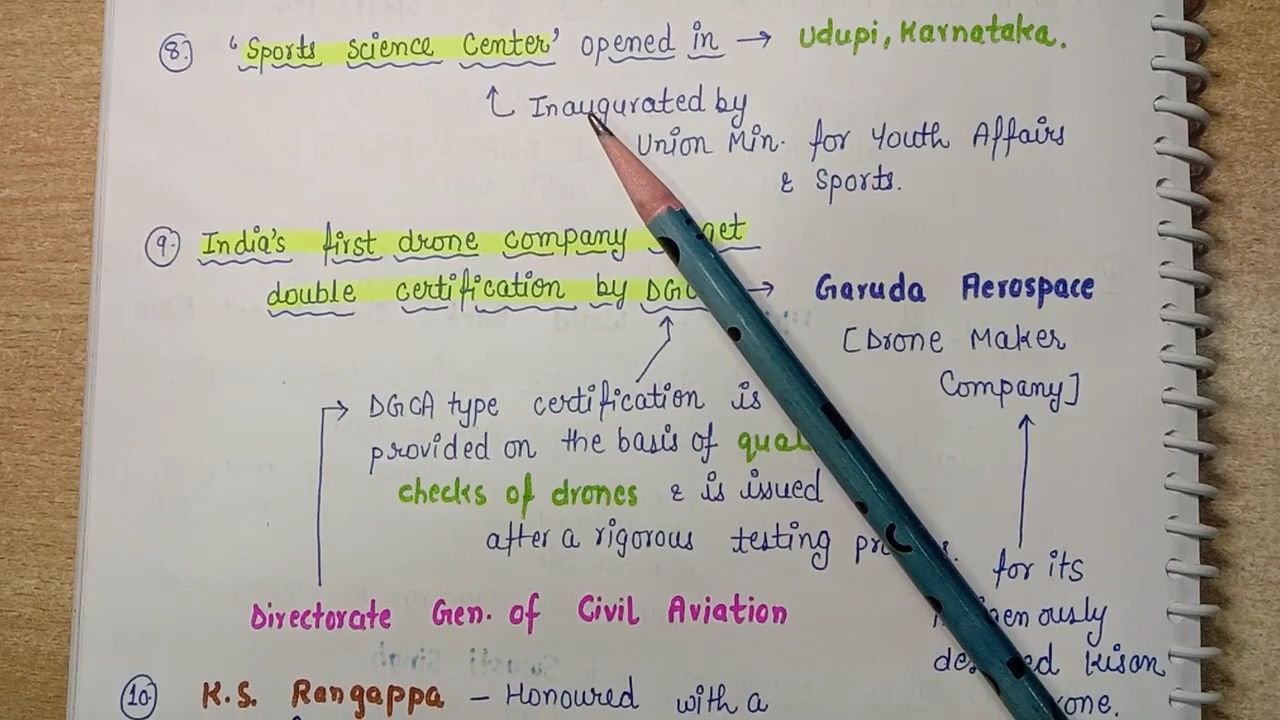 8. 'Sports science Center' opened in → Udupi, Karnataka.
Inaugurated by
Union Min. for Youth Affairs
& Sports.
9. India's first drone company get
double certification by → Garuda Aerospace
[Drone Maker
Company]
DGCA type certification is
provided on the basis of
checks of drones & is issued
after a rigorous testing
for its
Directorate Gen. of Civil Aviation
Kisan
10. K.S. Rangappa - Honoured with a